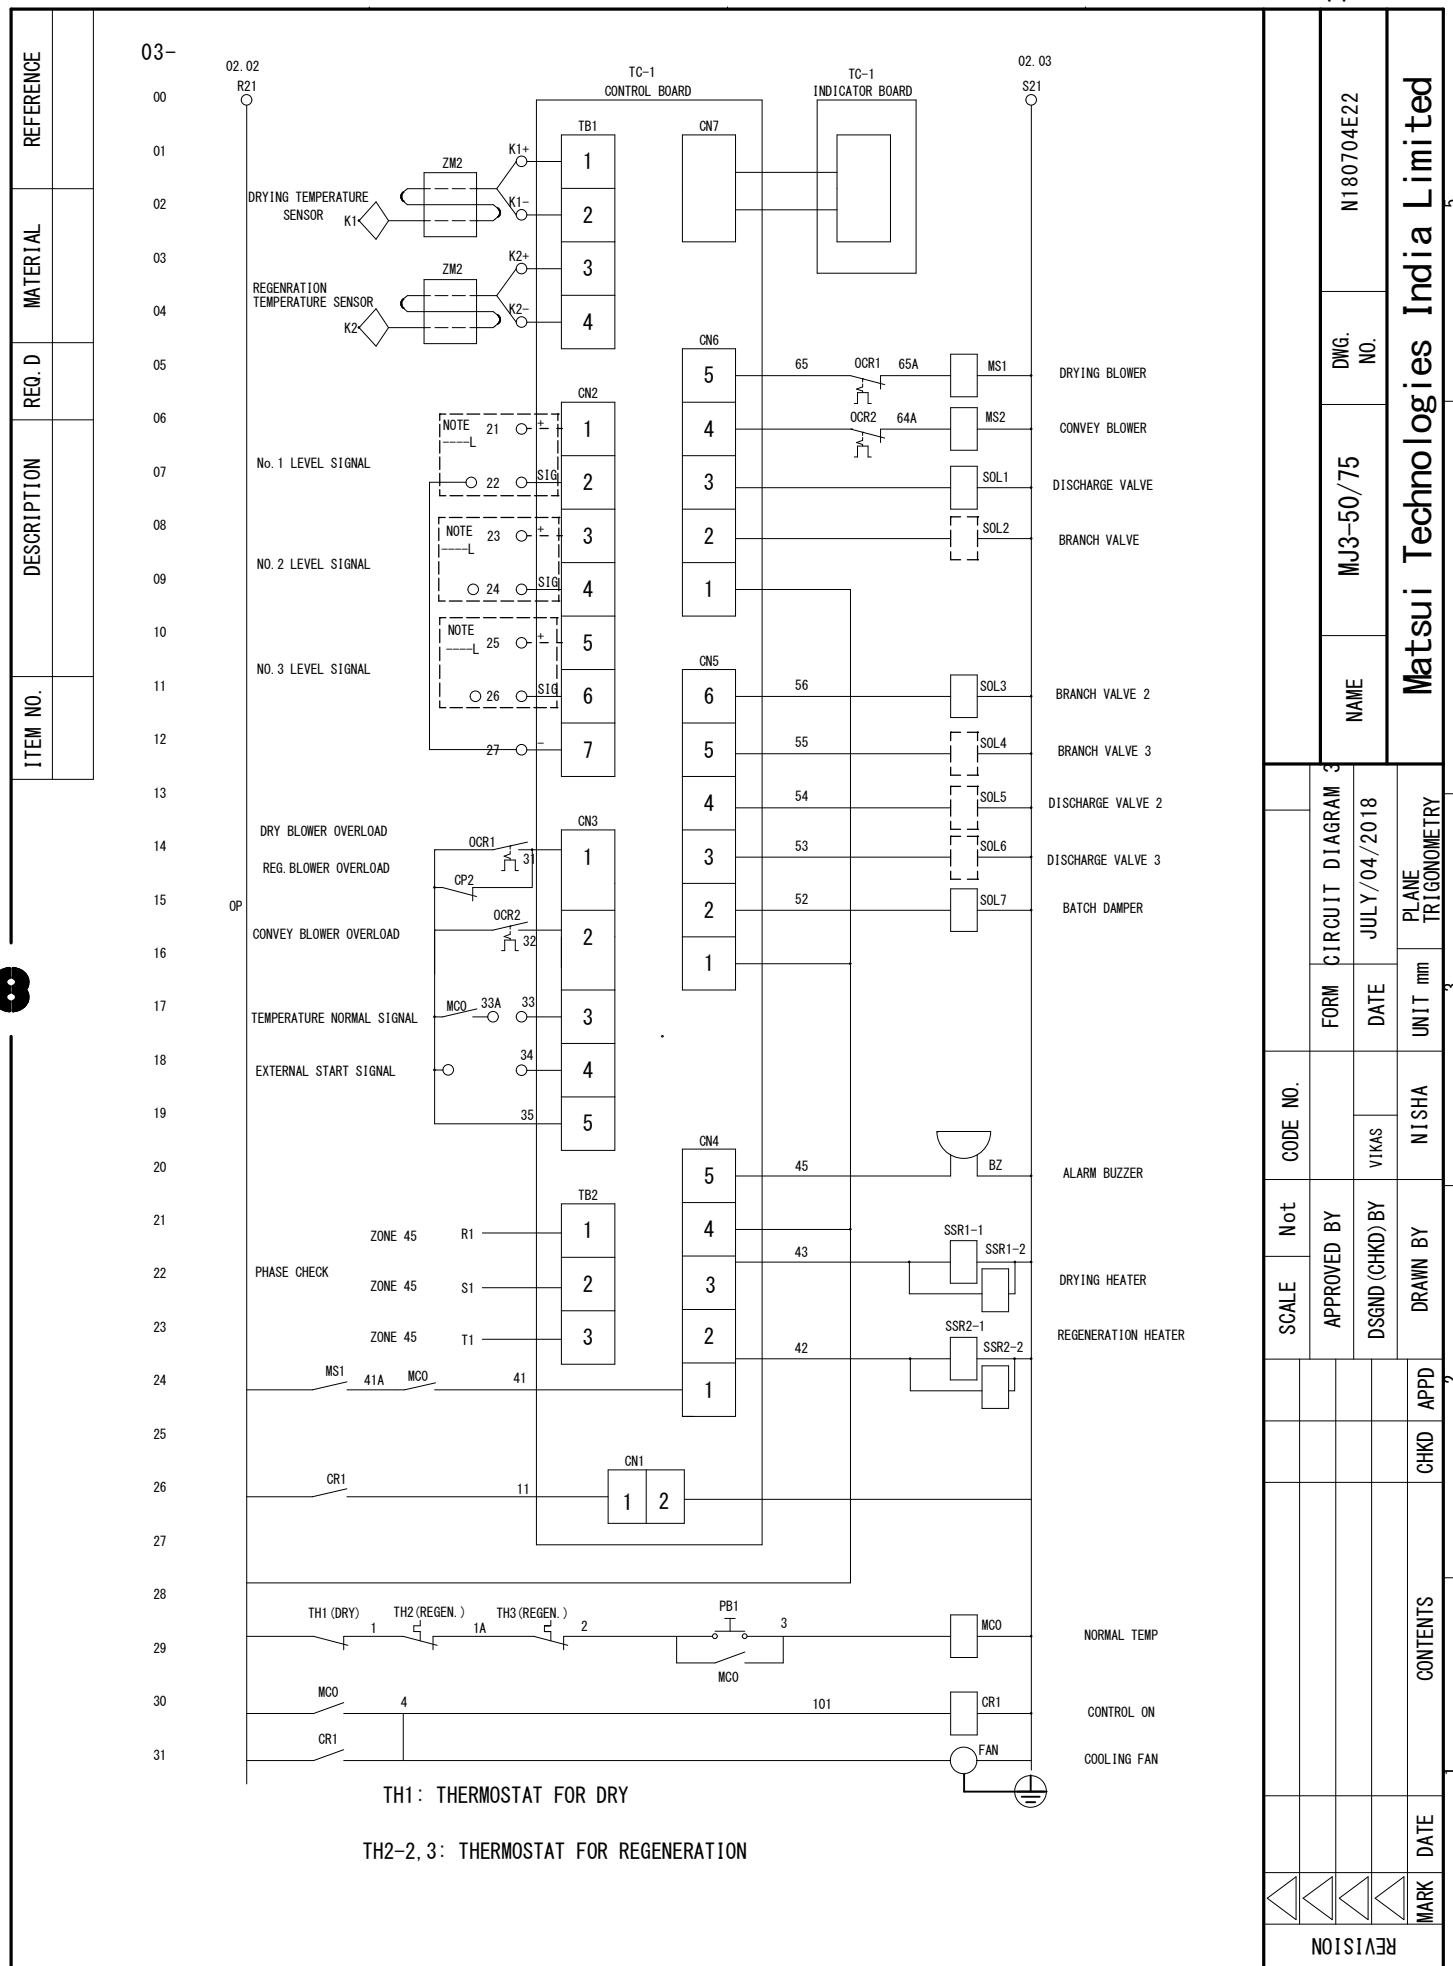 03-
02.02
R21
02.03
S21
TC-1
CONTROL BOARD
TC-1
INDICATOR BOARD
00
01
02
03
04
05
06
07
08
09
10
11
12
13
14
15
16
17
18
19
20
21
22
23
24
25
26
27
28
29
30
31
TB1
1
2
3
4
CN7
ZM2
K1+
K1-
DRYING TEMPERATURE
SENSOR
K1
ZM2
K2+
K2-
REGENRATION
TEMPERATURE SENSOR
K2
CN6
5
4
3
2
1
65
OCR1
65A
MS1
DRYING BLOWER
OCR2
64A
MS2
CONVEY BLOWER
SOL1
DISCHARGE VALVE
SOL2
BRANCH VALVE
CN2
1
2
3
4
5
6
7
NOTE
----L
21
+
No.1 LEVEL SIGNAL
22
SIG
NOTE
----L
23
+
NO.2 LEVEL SIGNAL
24
SIG
NOTE
----L
25
+
NO.3 LEVEL SIGNAL
26
SIG
27
-
CN5
6
5
4
3
2
1
56
SOL3
BRANCH VALVE 2
55
SOL4
BRANCH VALVE 3
54
SOL5
DISCHARGE VALVE 2
53
SOL6
DISCHARGE VALVE 3
52
SOL7
BATCH DAMPER
CN3
1
2
3
4
5
DRY BLOWER OVERLOAD
OCR1
31
REG.BLOWER OVERLOAD
CP2
OP
OCR2
CONVEY BLOWER OVERLOAD
32
TEMPERATURE NORMAL SIGNAL
MCO
33A
33
EXTERNAL START SIGNAL
34
35
CN4
5
4
3
2
1
45
BZ
ALARM BUZZER
SSR1-1
43
SSR1-2
DRYING HEATER
SSR2-1
REGENERATION HEATER
42
SSR2-2
TB2
1
2
3
ZONE 45
R1
PHASE CHECK
ZONE 45
S1
ZONE 45
T1
MS1
41A
MCO
41
CR1
11
CN1
1
2
TH1(DRY)
1
TH2(REGEN.)
1A
TH3(REGEN.)
2
PB1
3
MCO
MCO
NORMAL TEMP
MCO
4
101
CR1
CONTROL ON
CR1
FAN
COOLING FAN
TH1: THERMOSTAT FOR DRY
TH2-2,3: THERMOSTAT FOR REGENERATION
REFERENCE
MATERIAL
REQ.D
DESCRIPTION
ITEM NO.
8
N180704E22
DWG.
NO.
MJ3-50/75
NAME
Matsui Technologies India Limited
CIRCUIT DIAGRAM 3
FORM
JULY/04/2018
DATE
PLANE
TRIGONOMETRY
UNIT mm
CODE NO.
VIKAS
NISHA
SCALE
Not
APPROVED BY
DSGND(CHKD)BY
DRAWN BY
APPD
CHKD
CONTENTS
DATE
MARK
REVISION